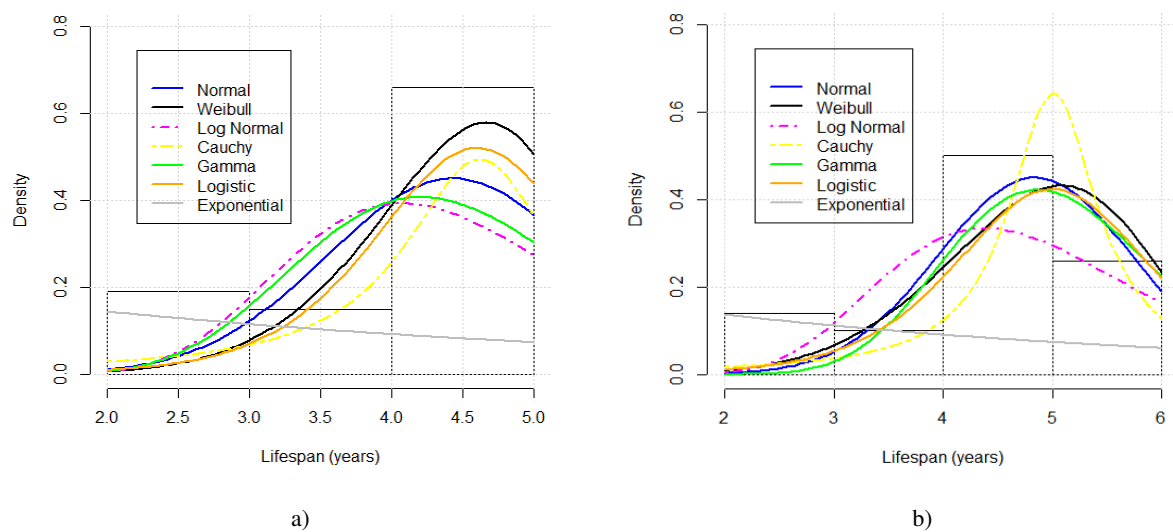 0.8
0.6
0.4
0.2
0.0
Density
Normal
Weibull
Log Normal
Cauchy
Gamma
Logistic
Exponential
2.0 2.5 3.0 3.5 4.0 4.5 5.0
Lifespan (years)
a)
0.8
0.6
0.4
0.2
0.0
Density
Normal
Weibull
Log Normal
Cauchy
Gamma
Logistic
Exponential
2 3 4 5 6
Lifespan (years)
b)